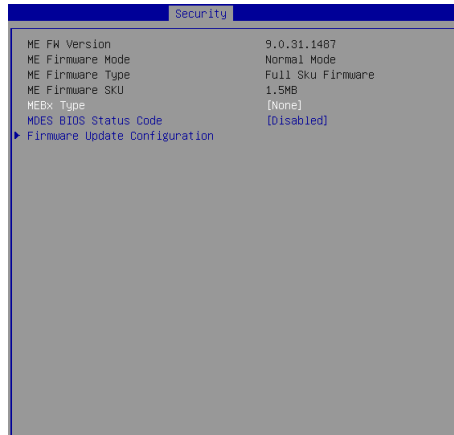 Security
ME FW Version 9.0.31.1487
ME Firmware Mode Normal Mode
ME Firmware Type Full Sku Firmware
ME Firmware SKU 1.5MB
MEBx Type [None]
MDES BIOS Status Code [Disabled]
Firmware Update Configuration